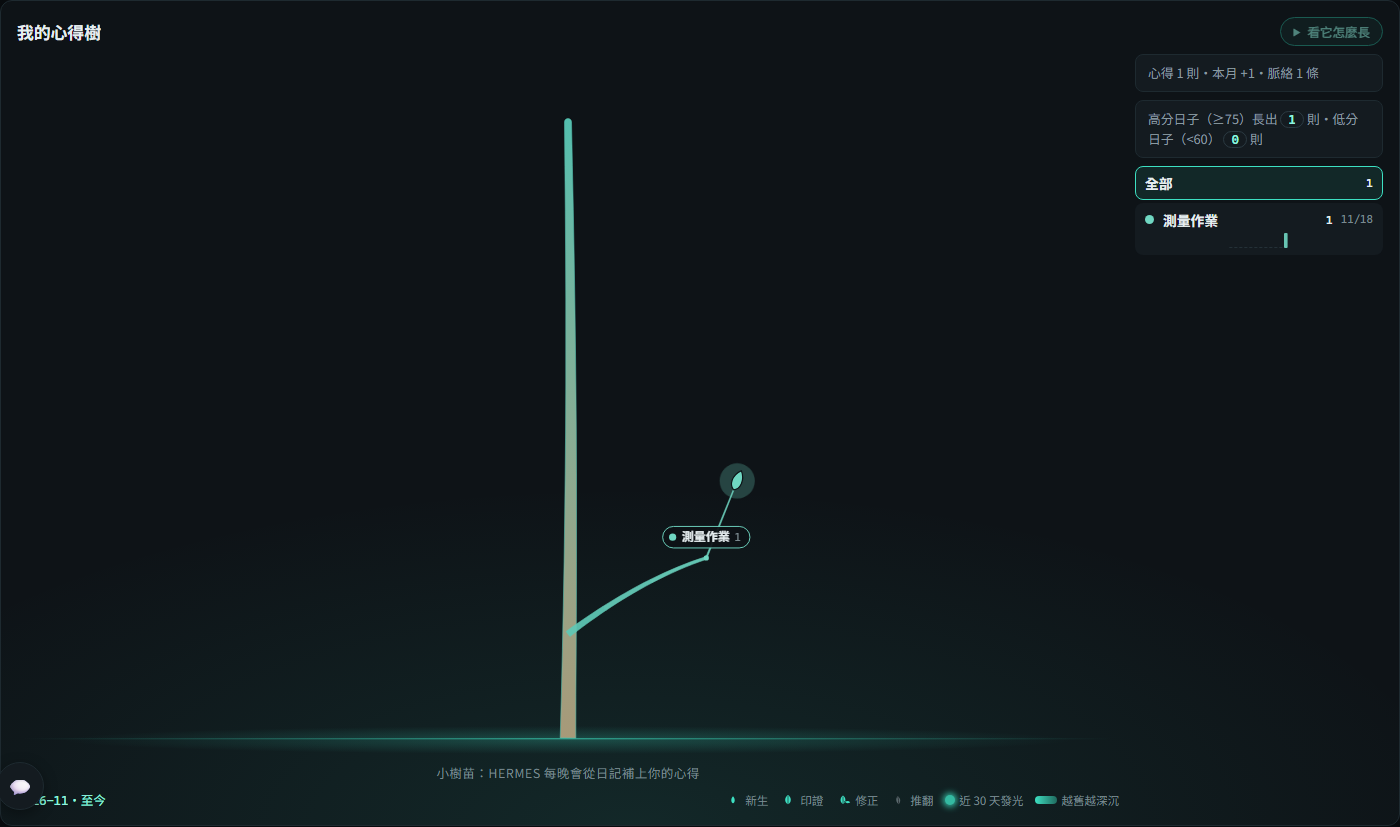 我的心得樹
▶ 看它怎麼長
心得 1 則・本月 +1・脈絡 1 條
高分日子（≥75）長出 1 則・低分
日子（<60） 0 則
全部 1
測量作業 1 11/18
測量作業 1
小樹苗：HERMES 每晚會從日記補上你的心得
6-11・至今
新生 印證 修正 推翻 近 30 天發光 越舊越深沉